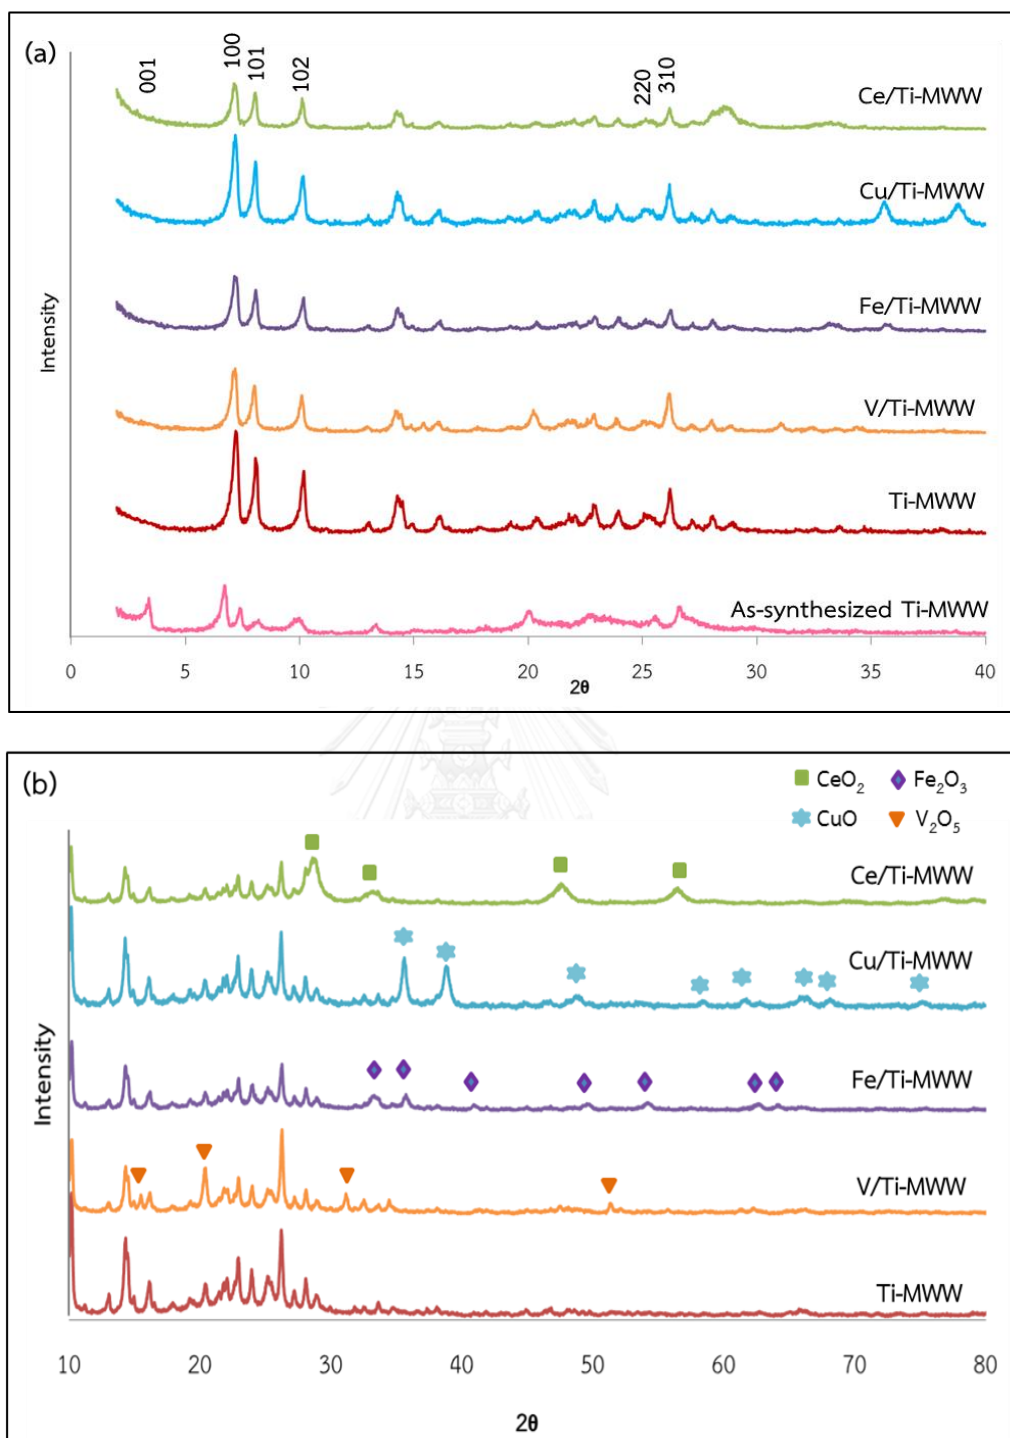 (a)
001
100
101
102
220
310
Ce/Ti-MWW
Cu/Ti-MWW
Fe/Ti-MWW
V/Ti-MWW
Ti-MWW
As-synthesized Ti-MWW
Intensity
0 5 10 15 20 25 30 35 40
2θ
(b)
CeO₂ Fe₂O₃
CuO V₂O₅
Ce/Ti-MWW
Cu/Ti-MWW
Fe/Ti-MWW
V/Ti-MWW
Ti-MWW
Intensity
10 20 30 40 50 60 70 80
2θ